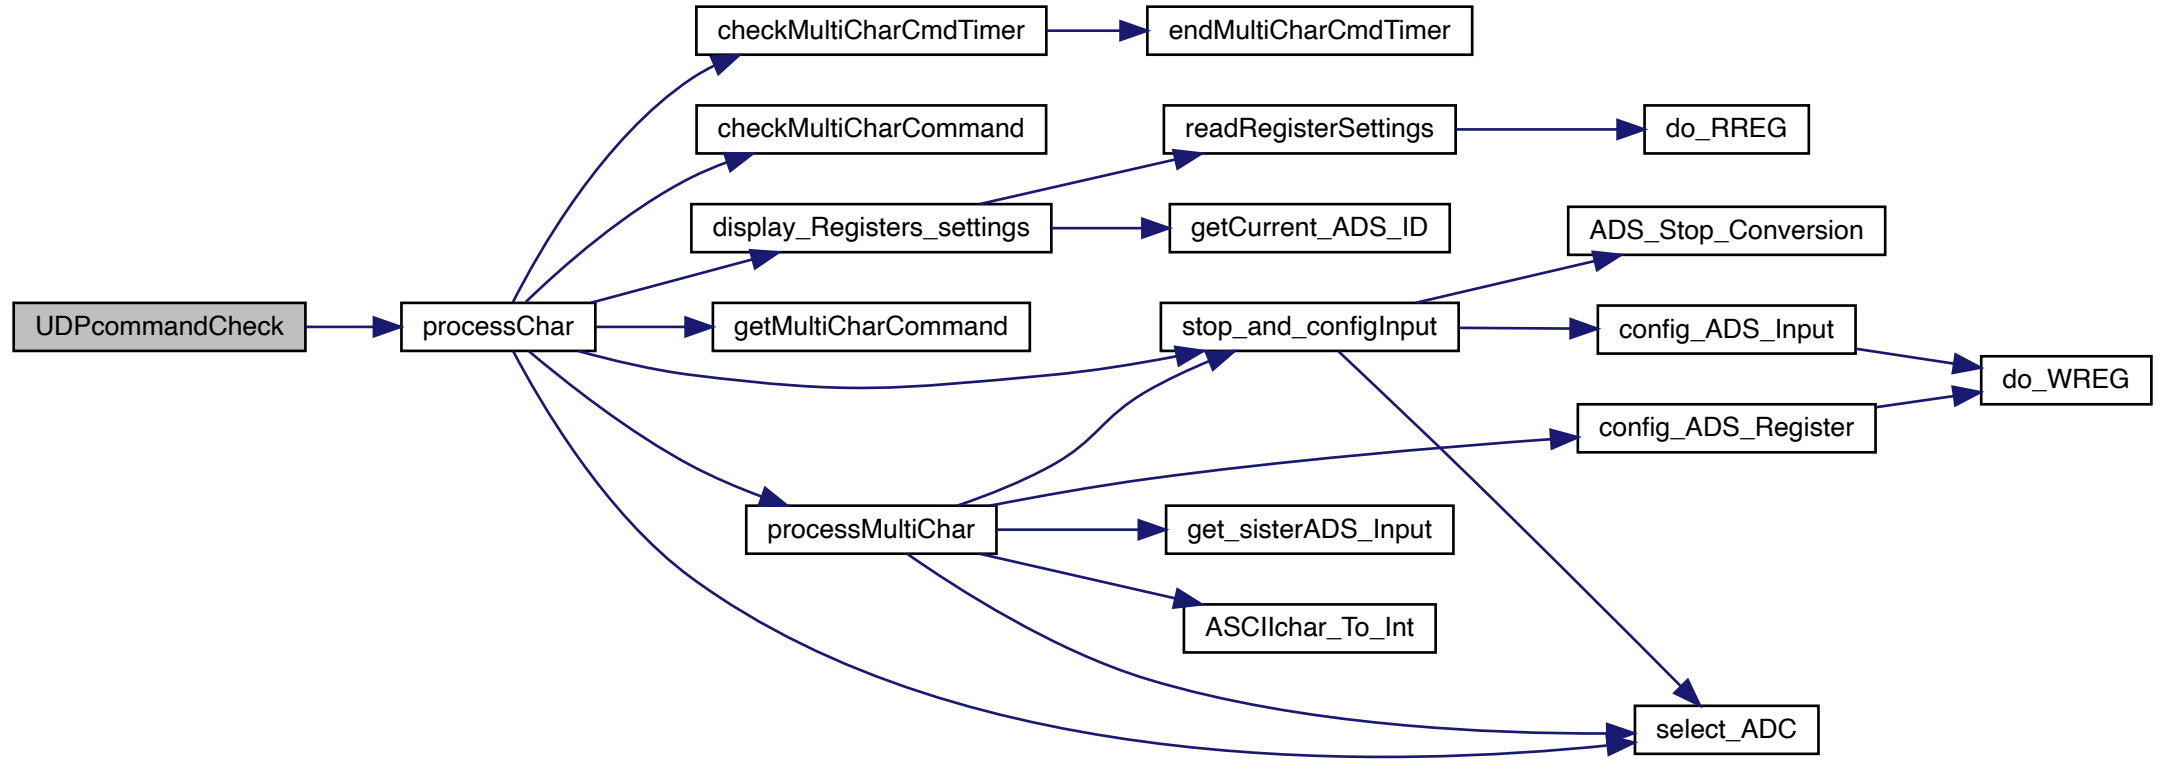 checkMultiCharCmdTimer
endMultiCharCmdTimer
checkMultiCharCommand
readRegisterSettings
do_RREG
display_Registers_settings
getCurrent_ADS_ID
ADS_Stop_Conversion
UDPcommandCheck
processChar
getMultiCharCommand
stop_and_configInput
config_ADS_Input
do_WREG
config_ADS_Register
processMultiChar
get_sisterADS_Input
ASCIIchar_To_Int
select_ADC